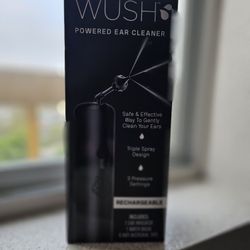 WUSH
POWERED EAR CLEANER
Safe & Effective
Way To Gently
Clean Your Ears
Triple Spray
Design
3 Pressure
Settings
RECHARGEABLE
INCLUDES: